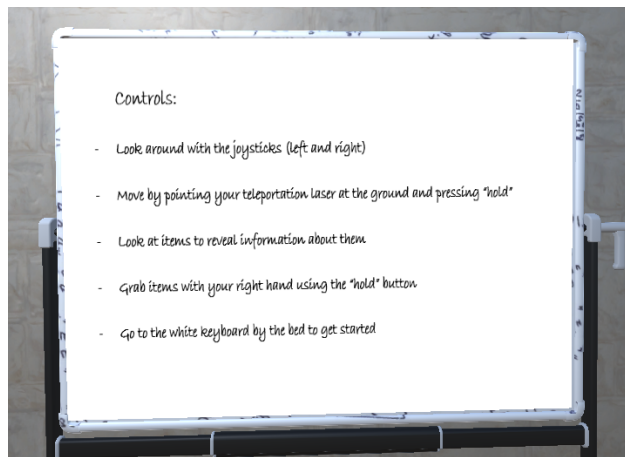 Controls:
- Look around with the joysticks (left and right)
- Move by pointing your teleportation laser at the ground and pressing "hold"
- Look at items to reveal information about them
- Grab items with your right hand using the "hold" button
- Go to the white keyboard by the bed to get started